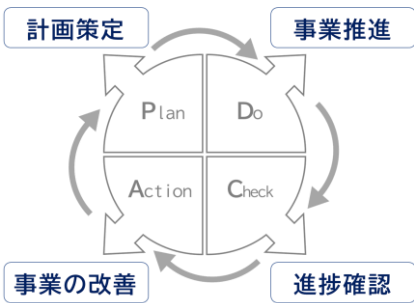 計画策定
事業推進
Plan
Do
Action
Check
事業の改善
進捗確認